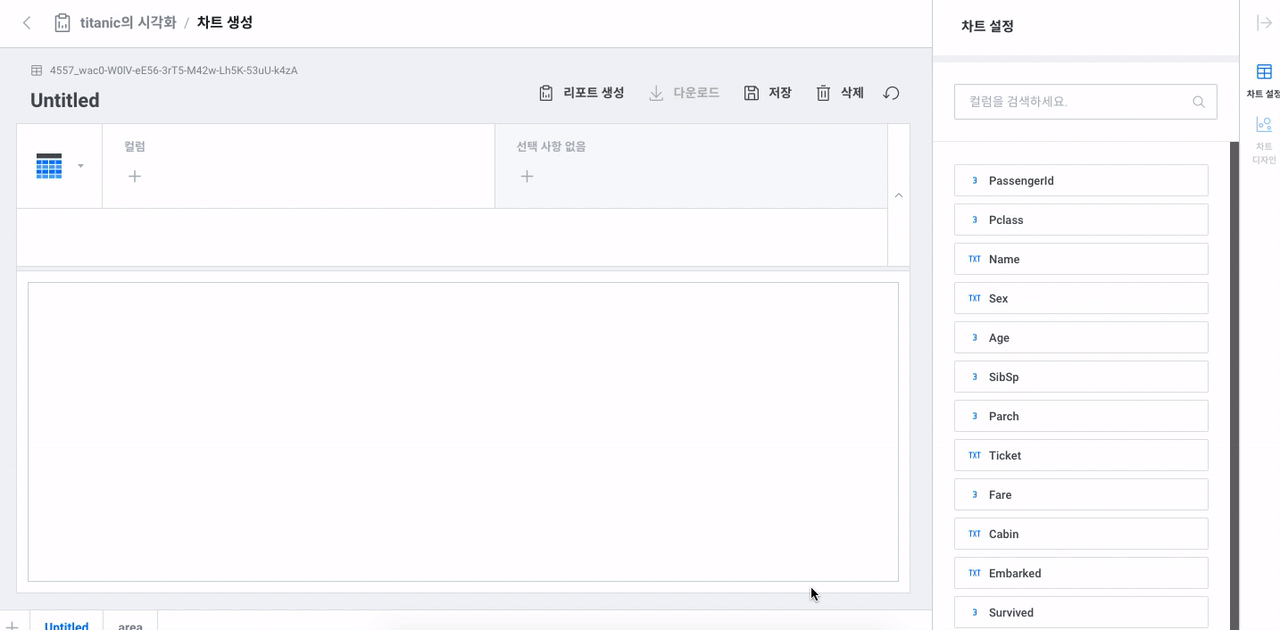 titanic의 시각화 / 차트 생성
4557_wac0-W0lV-eE56-3rT5-M42w-Lh5K-53uU-k4zA
Untitled
리포트 생성
다운로드
저장
삭제
컬럼
선택 사항 없음
Untitled
area
차트 설정
컬럼을 검색하세요.
3 PassengerId
3 Pclass
TXT Name
TXT Sex
3 Age
3 SibSp
3 Parch
TXT Ticket
3 Fare
TXT Cabin
TXT Embarked
3 Survived
차트 설정
차트
디자인